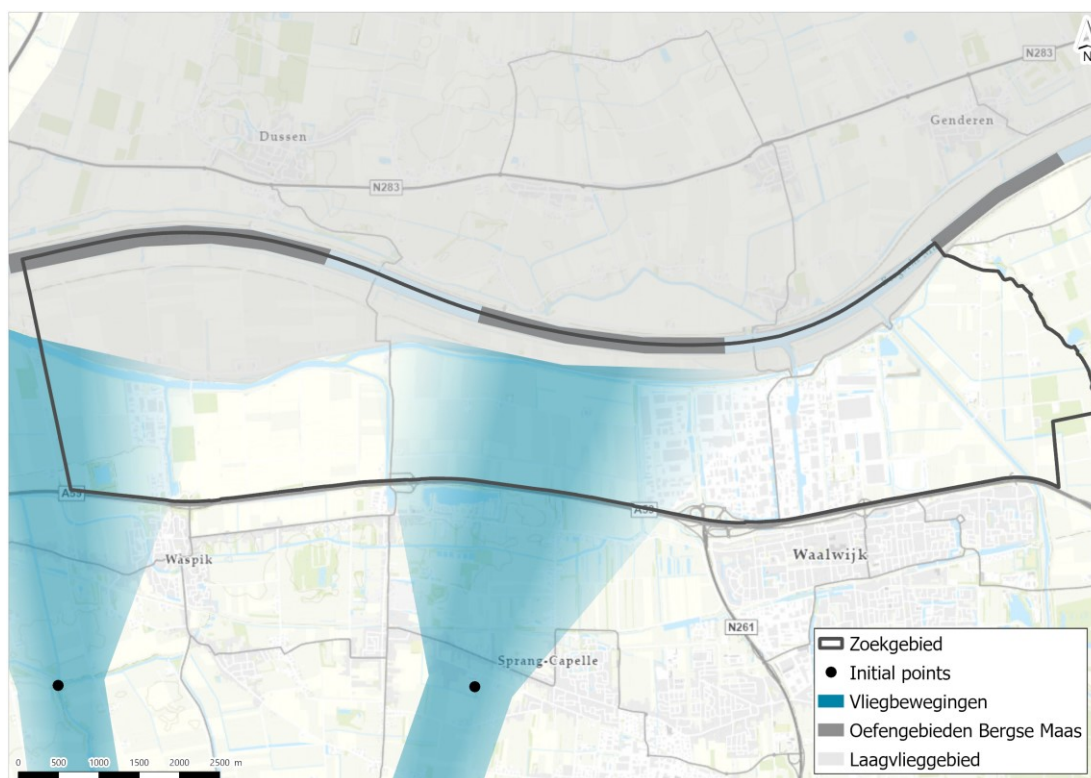 N
N283
Genderen
Dussen
N283
A59
A59
Waalwijk
Waspik
N261
Sprang-Capelle
Zoekgebied
Initial points
Vliegbewegingen
Oefengebieden Bergse Maas
Laagvlieggebied
0 500 1000 1500 2000 2500 m